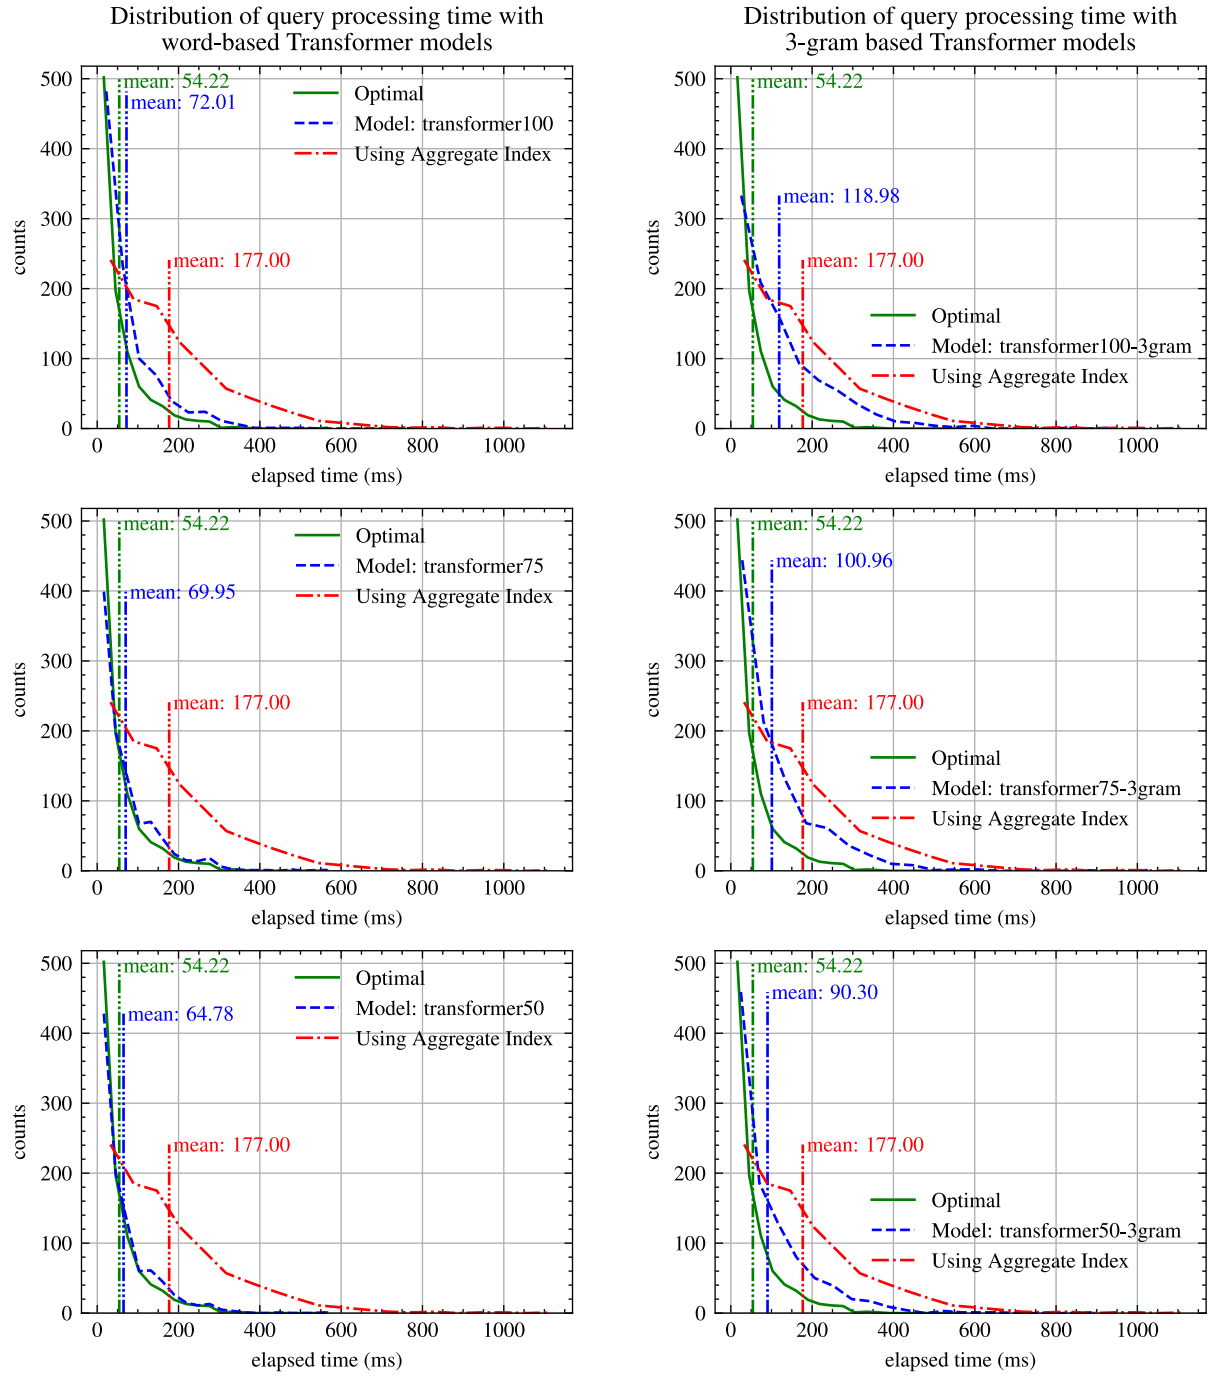 Distribution of query processing time with
word-based Transformer models
500
400
300
200
100
0
counts
mean: 54.22
mean: 72.01
mean: 177.00
Optimal
Model: transformer100
Using Aggregate Index
0 200 400 600 800 1000
elapsed time (ms)
Distribution of query processing time with
3-gram based Transformer models
500
400
300
200
100
0
counts
mean: 54.22
mean: 118.98
mean: 177.00
Optimal
Model: transformer100-3gram
Using Aggregate Index
0 200 400 600 800 1000
elapsed time (ms)
500
400
300
200
100
0
counts
mean: 54.22
mean: 69.95
mean: 177.00
Optimal
Model: transformer75
Using Aggregate Index
0 200 400 600 800 1000
elapsed time (ms)
500
400
300
200
100
0
counts
mean: 54.22
mean: 100.96
mean: 177.00
Optimal
Model: transformer75-3gram
Using Aggregate Index
0 200 400 600 800 1000
elapsed time (ms)
500
400
300
200
100
0
counts
mean: 54.22
mean: 64.78
mean: 177.00
Optimal
Model: transformer50
Using Aggregate Index
0 200 400 600 800 1000
elapsed time (ms)
500
400
300
200
100
0
counts
mean: 54.22
mean: 90.30
mean: 177.00
Optimal
Model: transformer50-3gram
Using Aggregate Index
0 200 400 600 800 1000
elapsed time (ms)